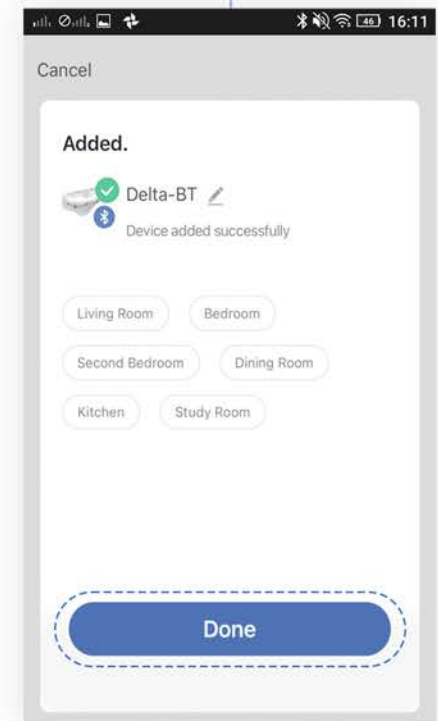 46 16:11
Cancel
Added.
Delta-BT
Device added successfully
Living Room Bedroom
Second Bedroom Dining Room
Kitchen Study Room
Done